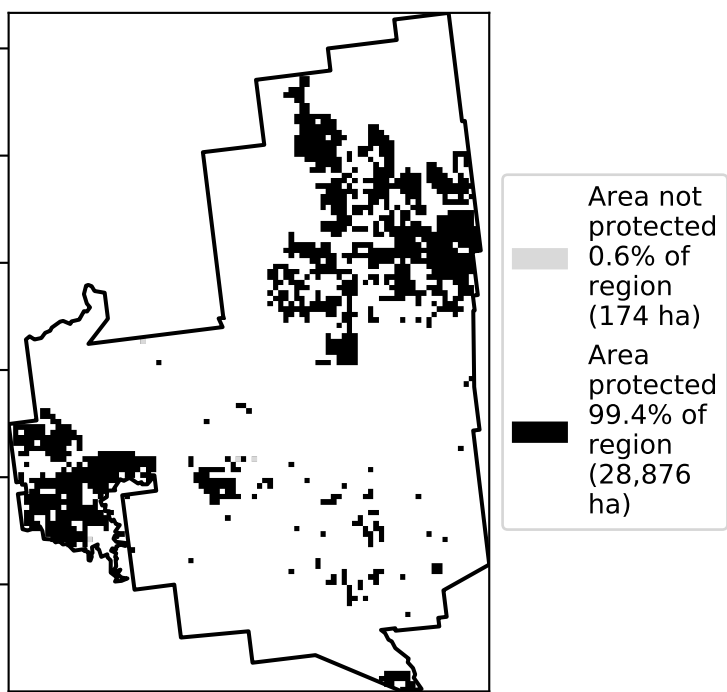 Area not
protected
0.6% of
region
(174 ha)
Area
protected
99.4% of
region
(28,876
ha)